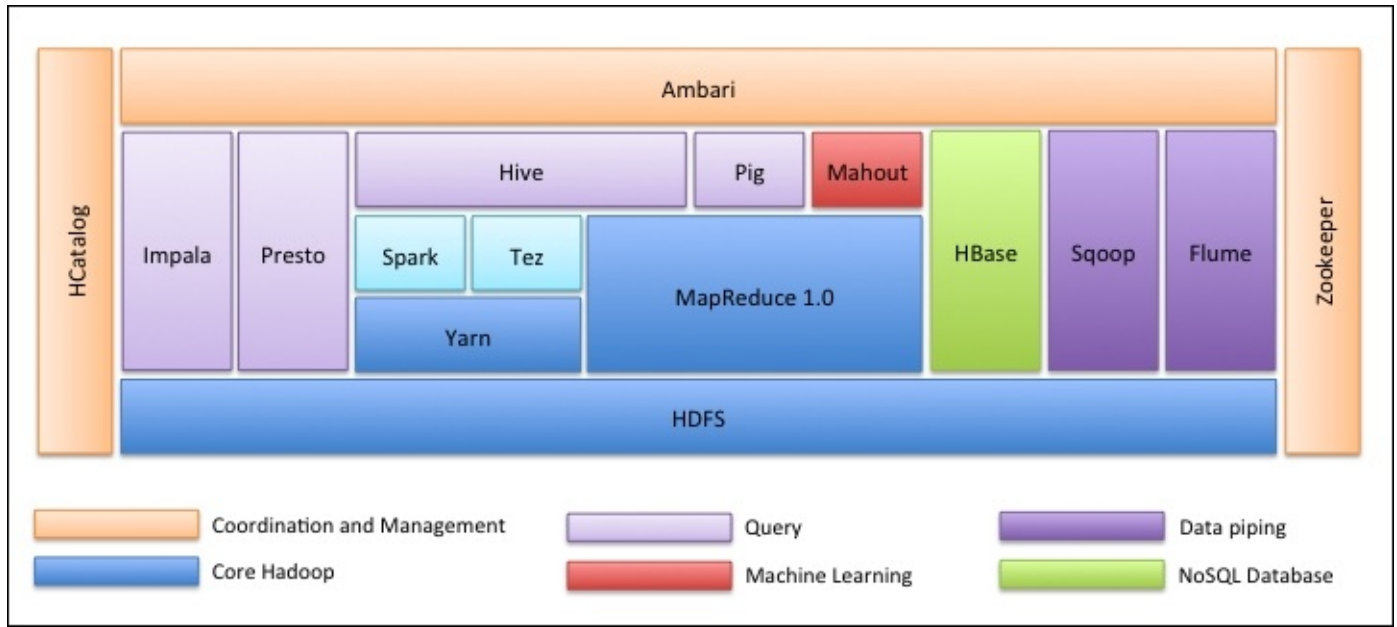 Ambari
HCatalog
Impala
Presto
Hive
Pig
Mahout
Spark
Tez
Yarn
MapReduce 1.0
HBase
Sqoop
Flume
Zookeeper
HDFS
Coordination and Management
Query
Data piping
Core Hadoop
Machine Learning
NoSQL Database